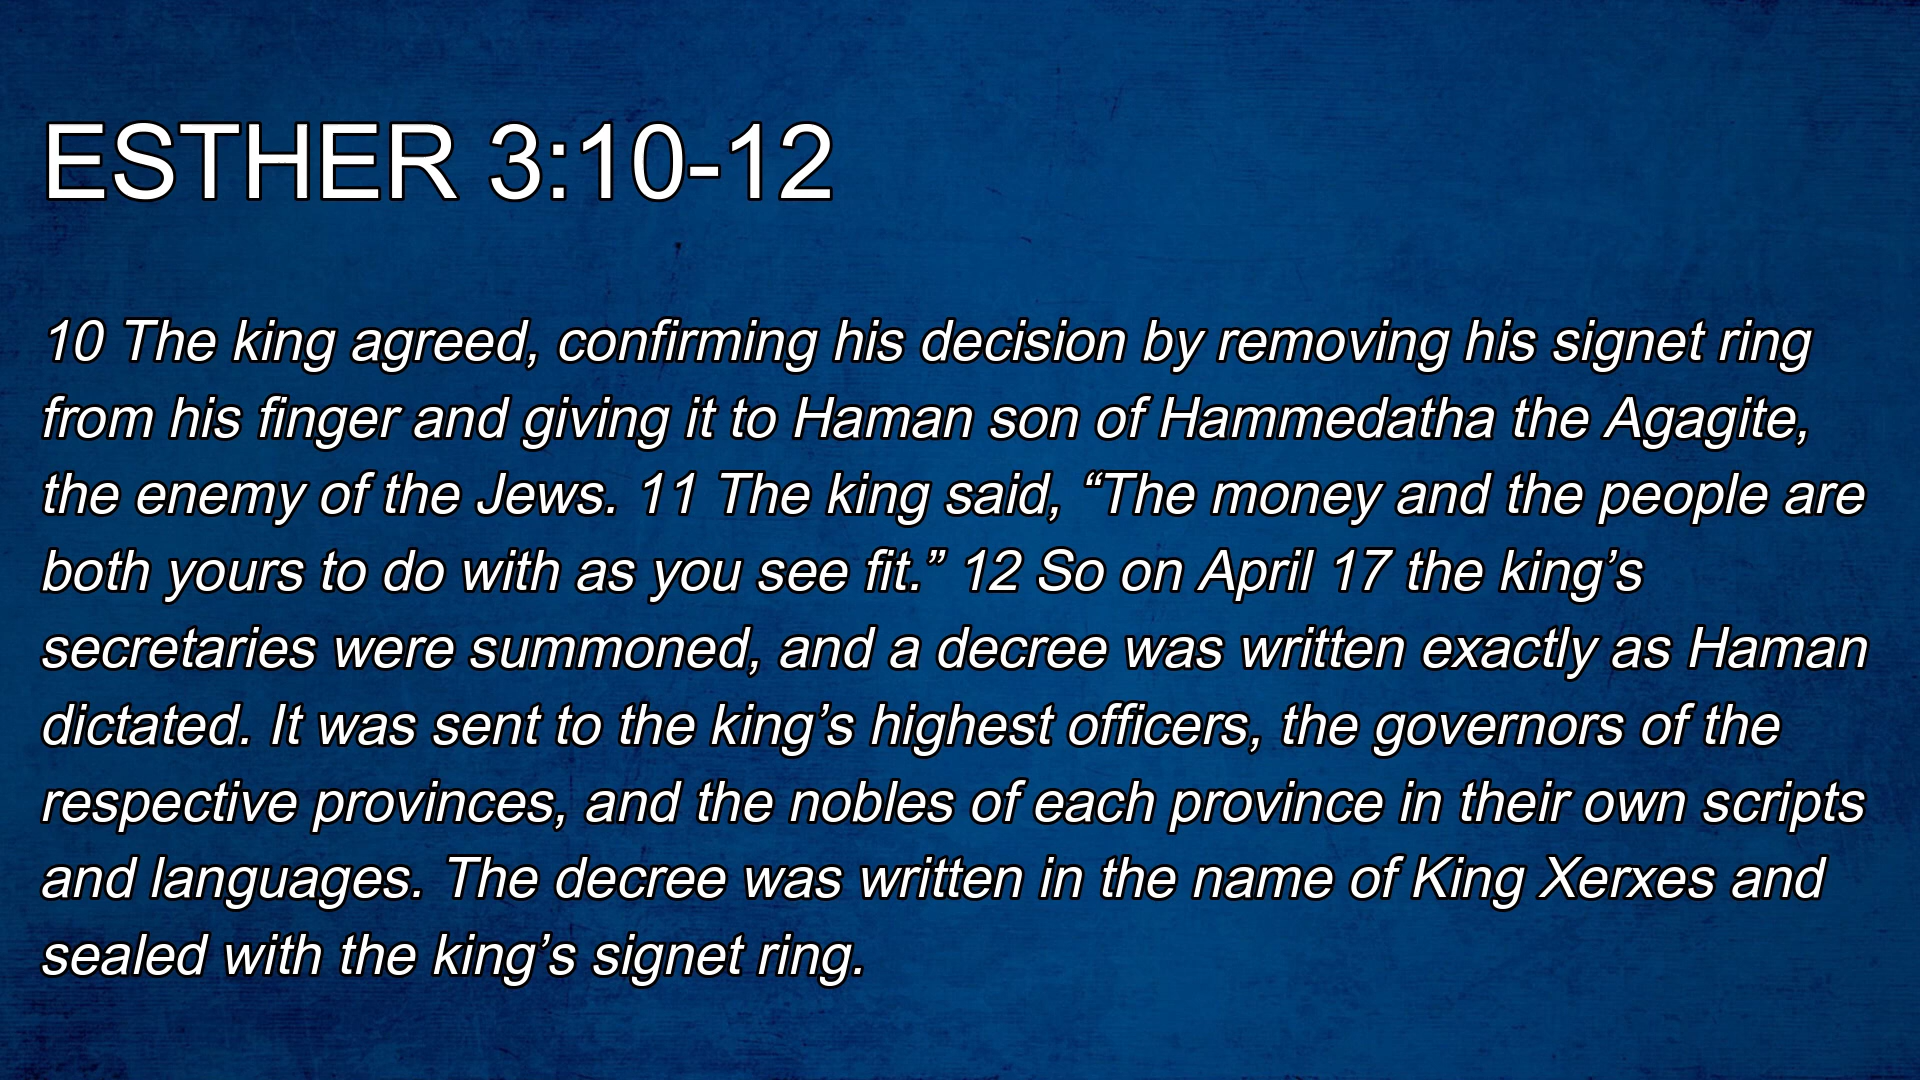 ESTHER 3:10-12
10 The king agreed, confirming his decision by removing his signet ring
from his finger and giving it to Haman son of Hammedatha the Agagite,
the enemy of the Jews. 11 The king said, “The money and the people are
both yours to do with as you see fit.” 12 So on April 17 the king’s
secretaries were summoned, and a decree was written exactly as Haman
dictated. It was sent to the king’s highest officers, the governors of the
respective provinces, and the nobles of each province in their own scripts
and languages. The decree was written in the name of King Xerxes and
sealed with the king’s signet ring.